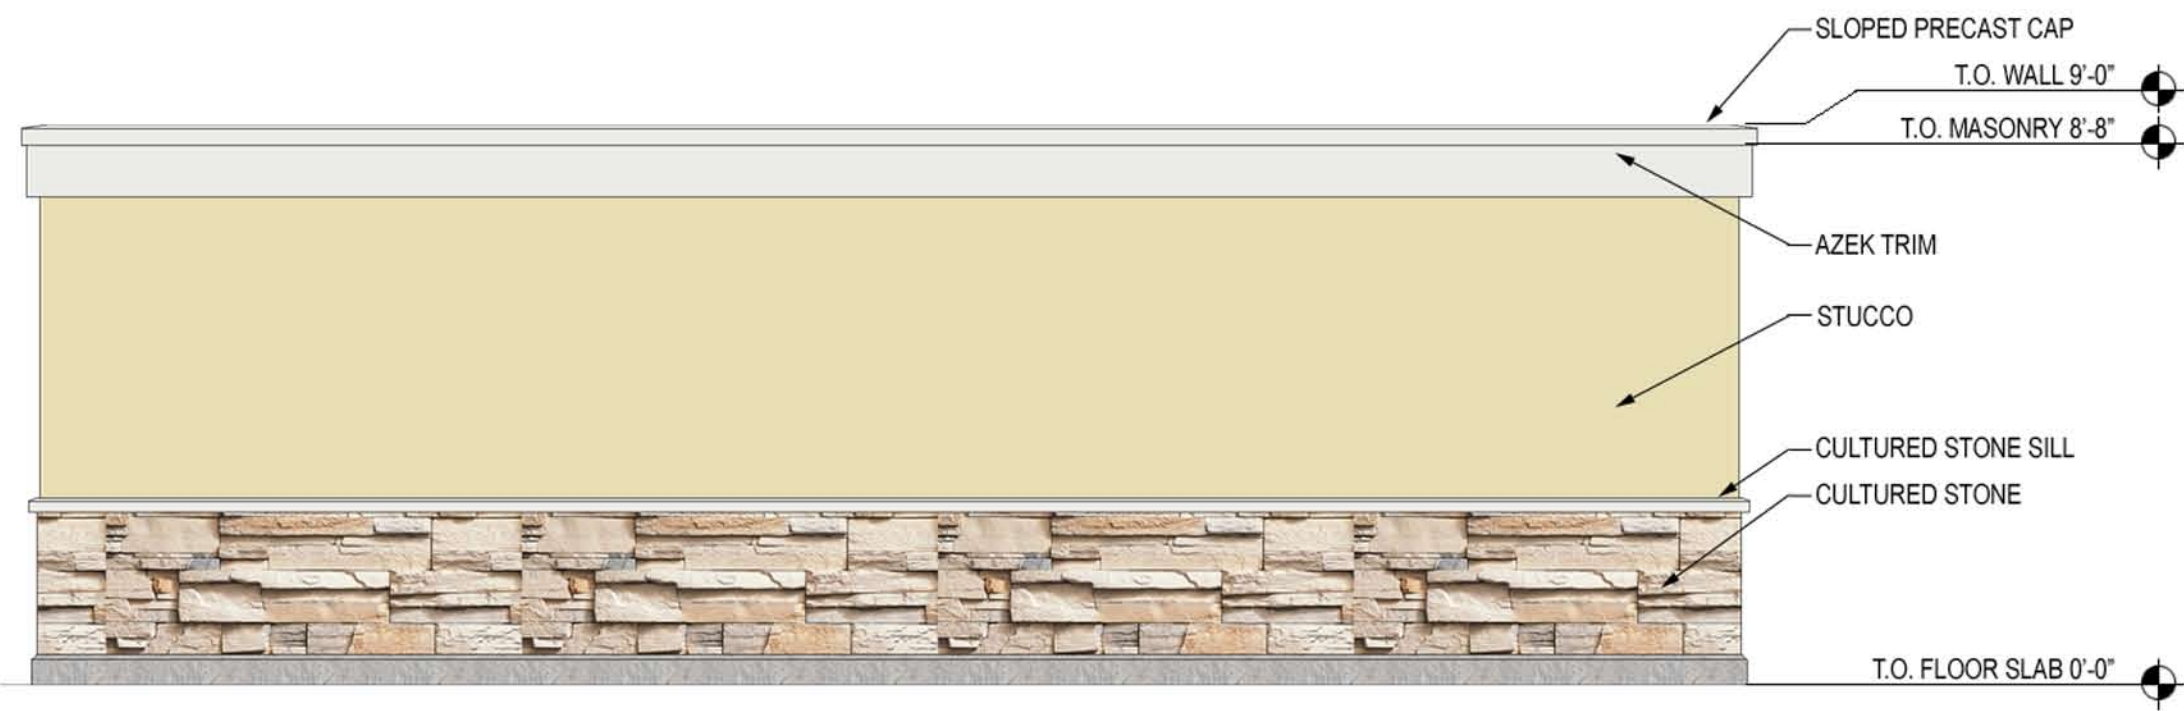 SLOPED PRECAST CAP
T.O. WALL 9'-0"
T.O. MASONRY 8'-8"
AZEK TRIM
STUCCO
CULTURED STONE SILL
CULTURED STONE
T.O. FLOOR SLAB 0'-0"